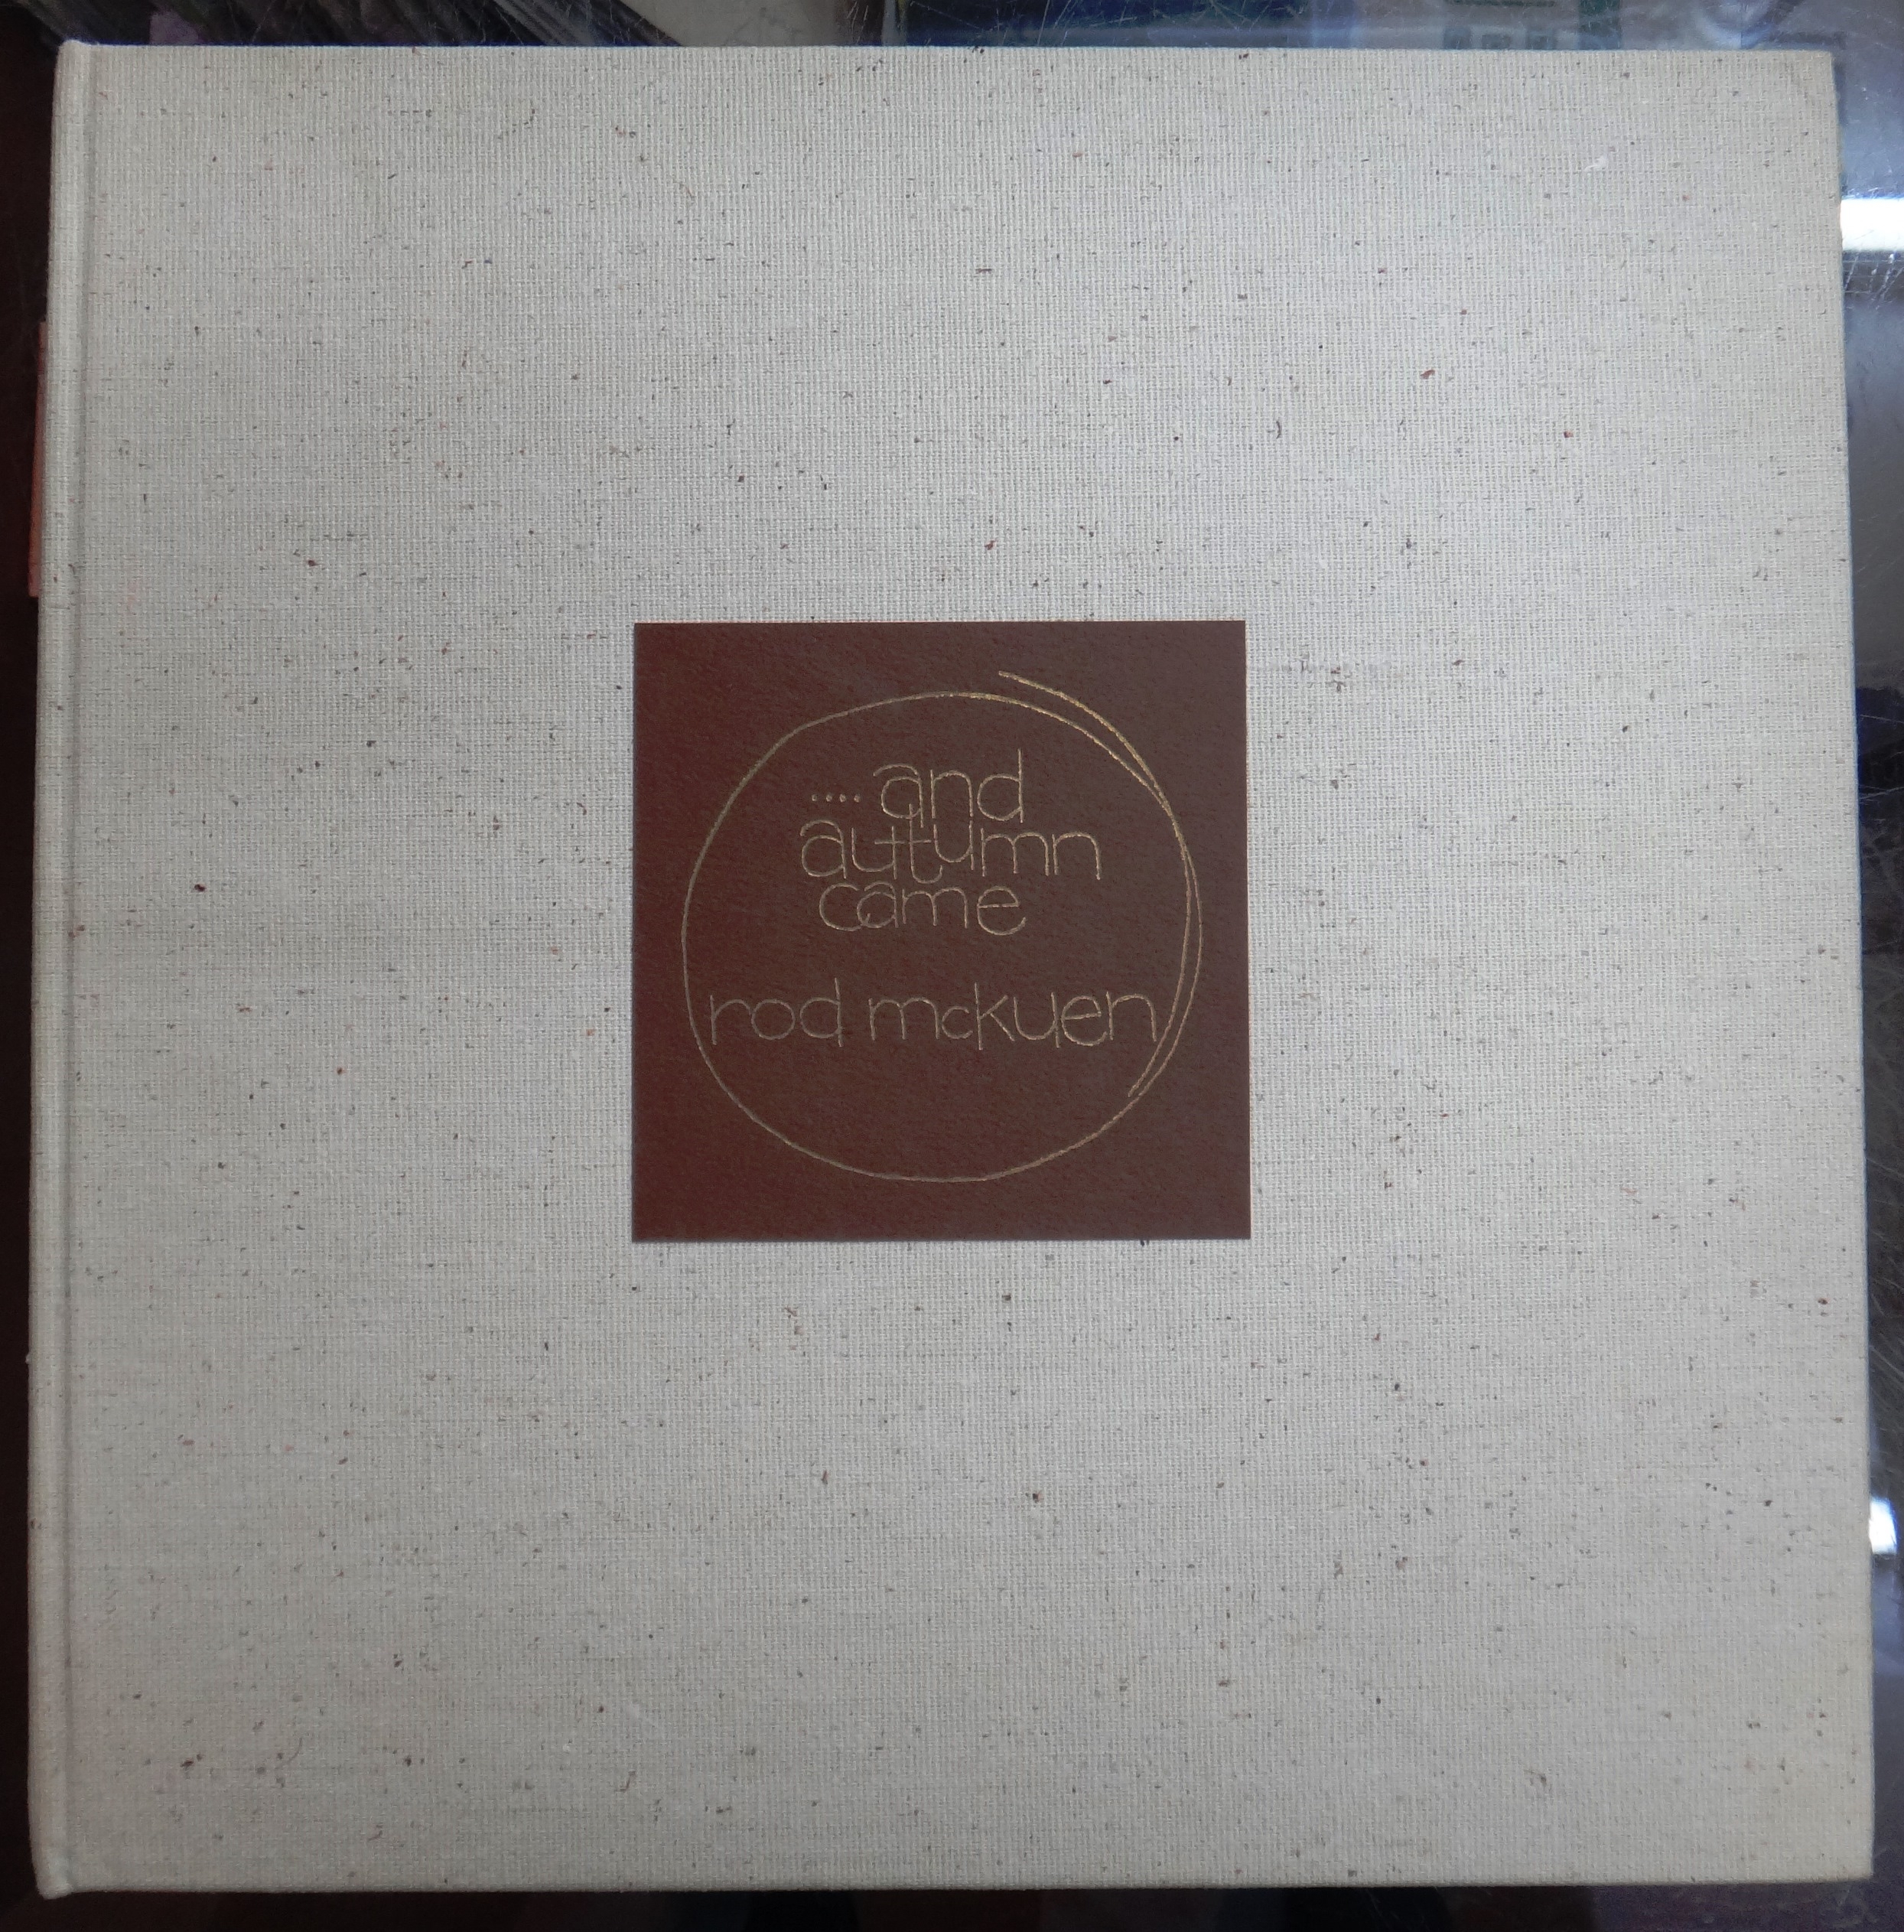 .... and
autumn
came
rod mckuen